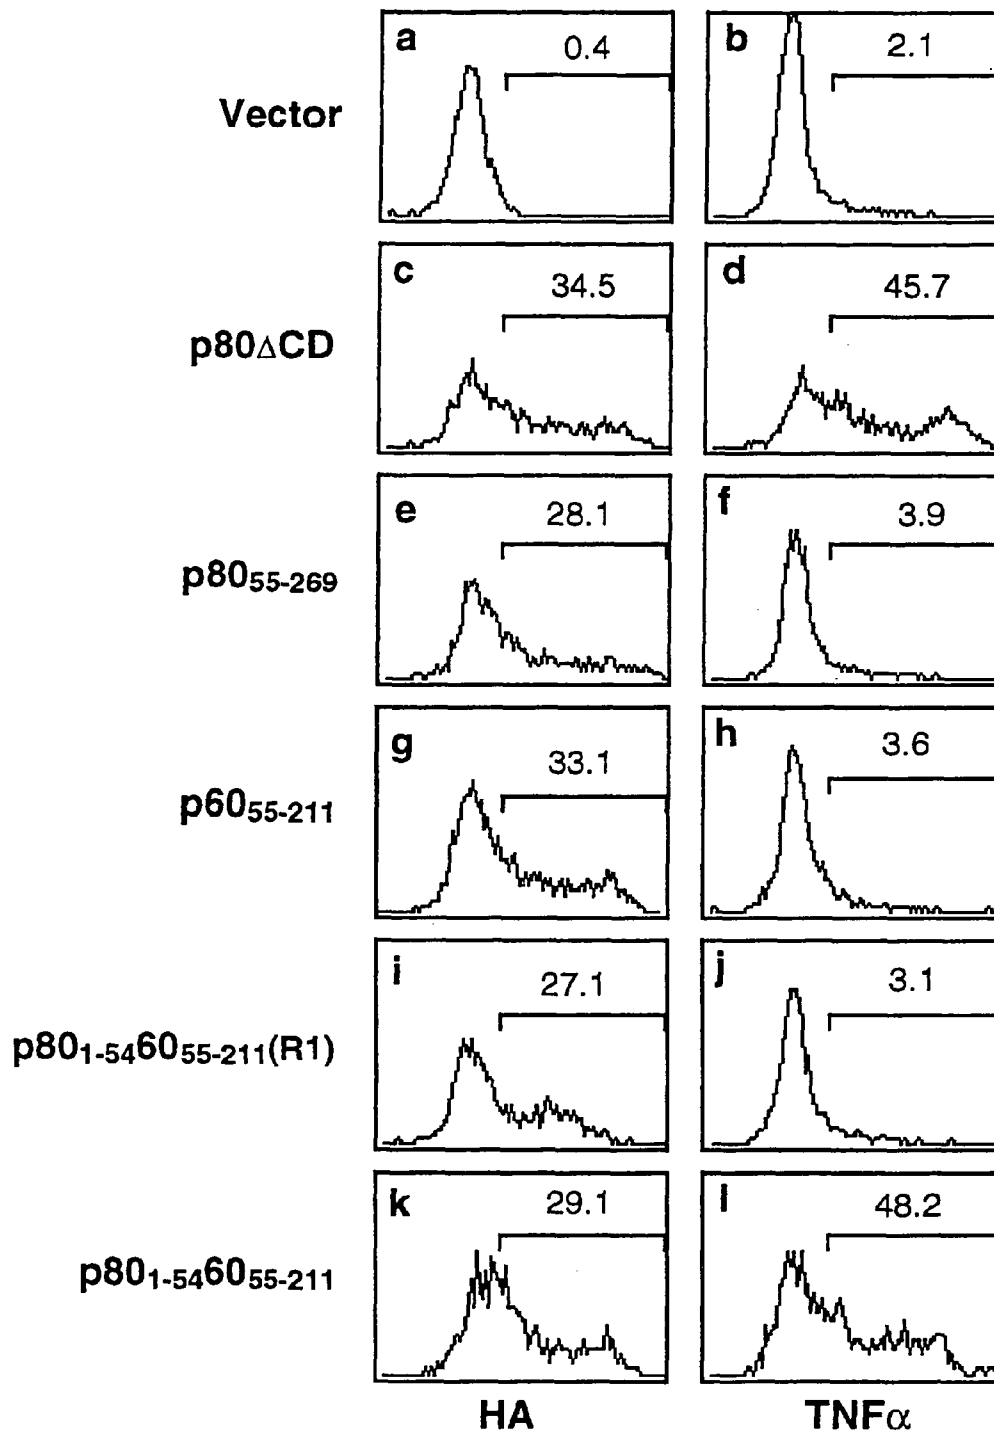 a 0.4 b 2.1
Vector
c 34.5 d 45.7
p80ΔCD
e 28.1 f 3.9
p80₅₅₋₂₆₉
g 33.1 h 3.6
p60₅₅₋₂₁₁
i 27.1 j 3.1
p80₁₋₅₄60₅₅₋₂₁₁(R1)
k 29.1 l 48.2
p80₁₋₅₄60₅₅₋₂₁₁
HA TNFα